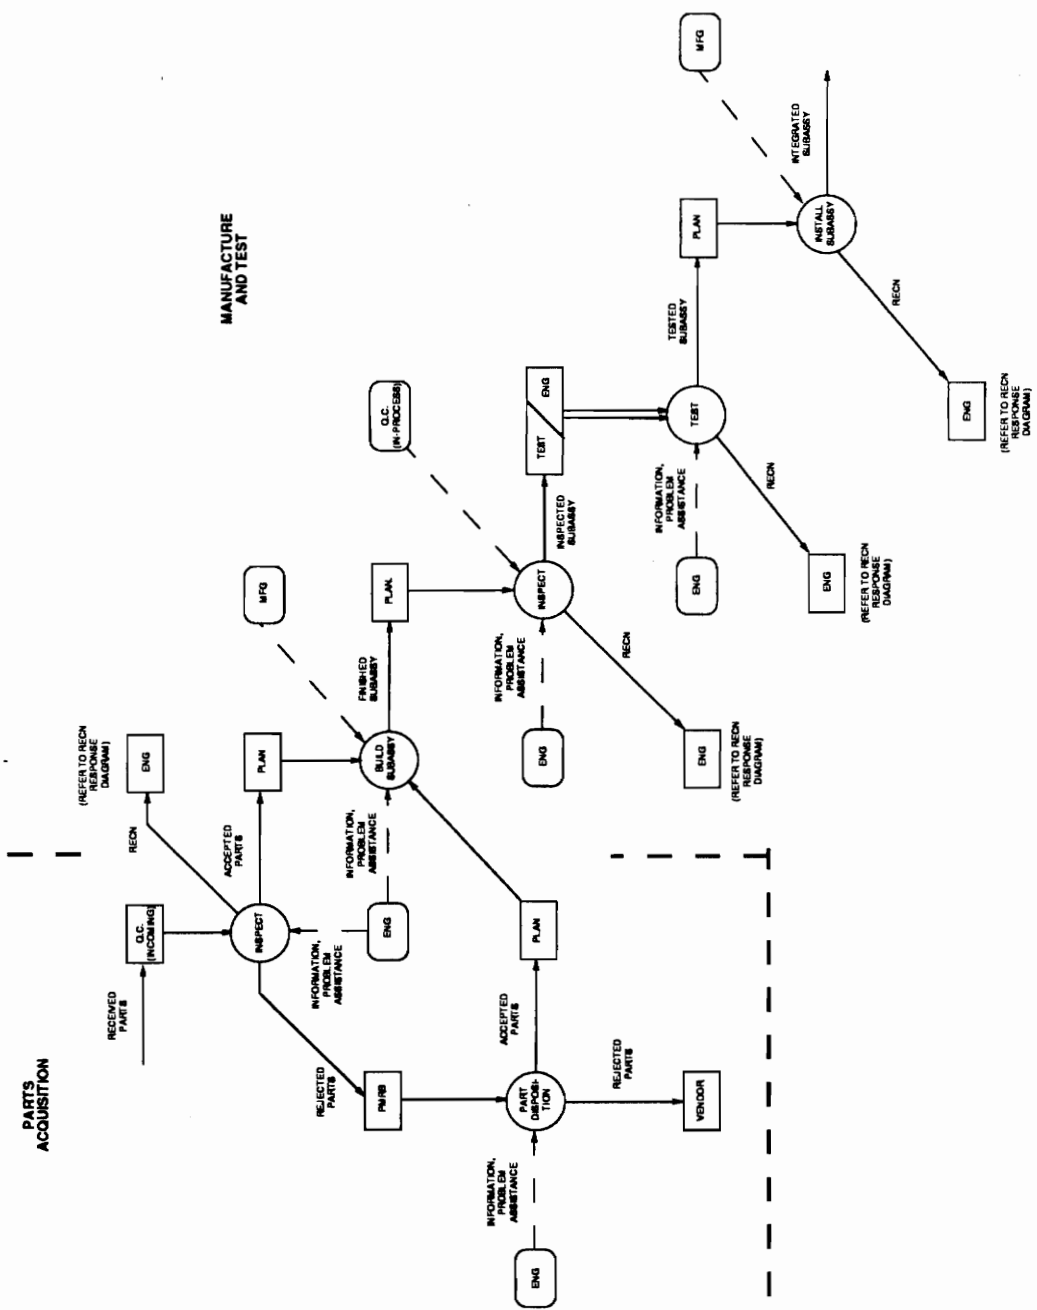 PARTS
ACQUISITION
MANUFACTURE
AND TEST
RECEIVED
PARTS
Q.C.
(INCOMING)
RECN
ENG
(REFER TO RECN
RESPONSE
DIAGRAM)
INSPECT
ACCEPTED
PARTS
PLAN
MFG
REJECTED
PARTS
INFORMATION,
PROBLEM
ASSISTANCE
ENG
INFORMATION,
PROBLEM
ASSISTANCE
BUILD
SUBASSY
FINISHED
SUBASSY
PLAN
Q.C.
(IN-PROCESS)
PMRB
PART
DISPOSI-
TION
ACCEPTED
PARTS
PLAN
INFORMATION,
PROBLEM
ASSISTANCE
ENG
REJECTED
PARTS
VENDOR
INFORMATION,
PROBLEM
ASSISTANCE
ENG
INSPECT
INSPECTED
SUBASSY
TEST
ENG
RECN
ENG
(REFER TO RECN
RESPONSE
DIAGRAM)
INFORMATION,
PROBLEM
ASSISTANCE
ENG
TEST
TESTED
SUBASSY
PLAN
MFG
RECN
ENG
(REFER TO RECN
RESPONSE
DIAGRAM)
INSTALL
SUBASSY
INTEGRATED
SUBASSY
RECN
ENG
(REFER TO RECN
RESPONSE
DIAGRAM)